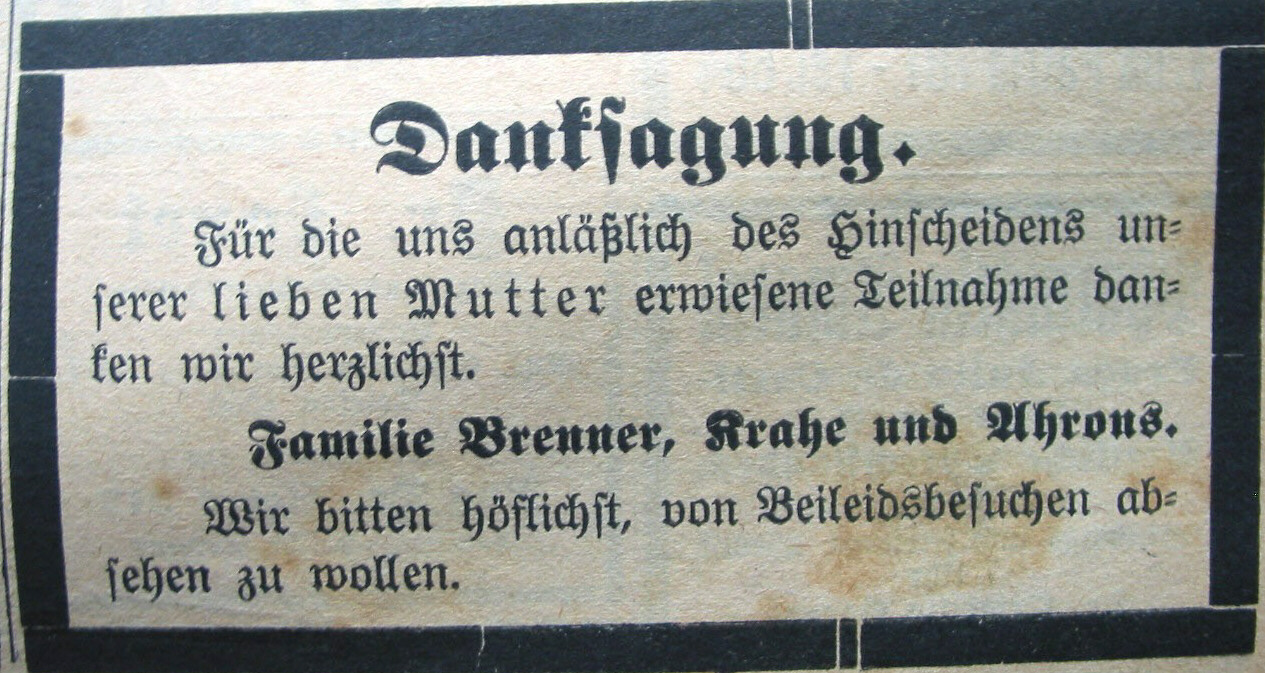 Dankſagung.
Für die uns anläßlich des Hinſcheidens un-
ſerer lieben Mutter erwieſene Teilnahme dan-
ken wir herzlichſt.
Familie Brenner, Krahe und Ahrons.
Wir bitten höflichſt, von Beileidsbeſuchen ab-
ſehen zu wollen.